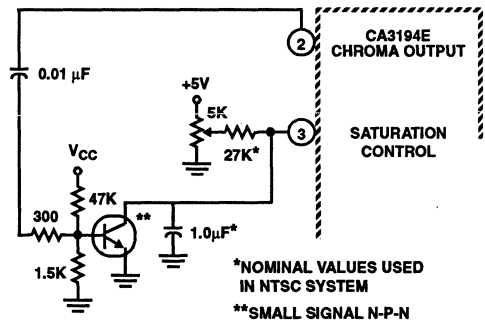 2
CA3194E
CHROMA OUTPUT
0.01 µF
+5V
5K
27K*
3
SATURATION
CONTROL
VCC
47K
**
300
1.0µF*
1.5K
*NOMINAL VALUES USED
IN NTSC SYSTEM
**SMALL SIGNAL N-P-N